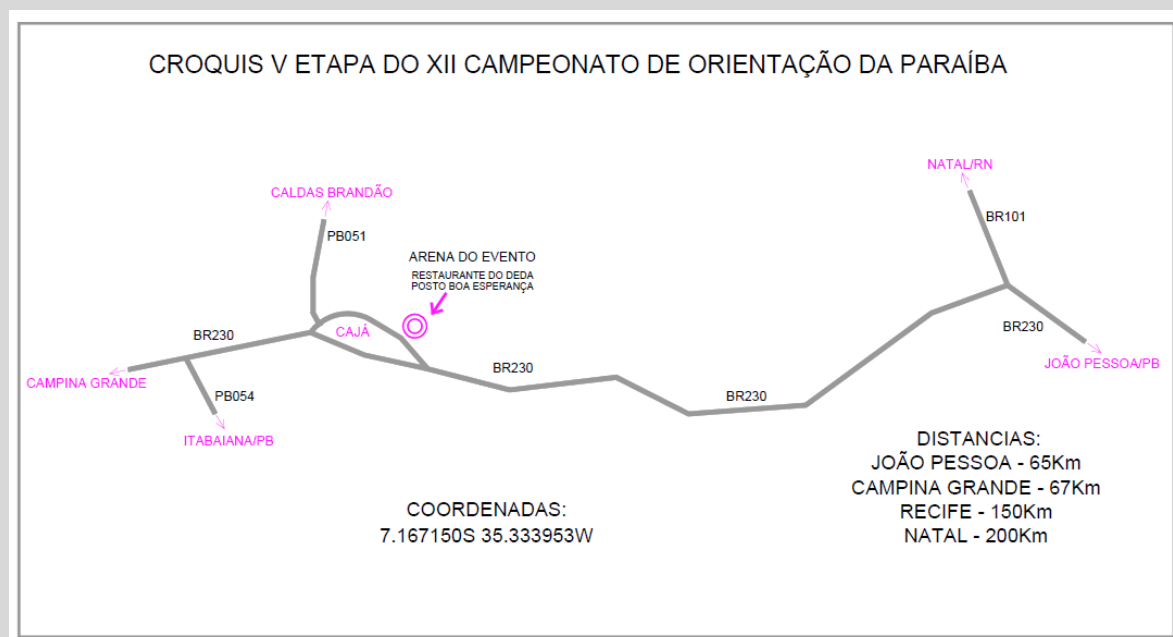 CROQUIS V ETAPA DO XII CAMPEONATO DE ORIENTAÇÃO DA PARAÍBA
NATAL/RN
CALDAS BRANDÃO
BR101
PB051
ARENA DO EVENTO
RESTAURANTE DO DEDA
POSTO BOA ESPERANÇA
CAJÁ
BR230
BR230
JOÃO PESSOA/PB
BR230
CAMPINA GRANDE
PB054
BR230
ITABAIANA/PB
DISTANCIAS:
JOÃO PESSOA - 65Km
CAMPINA GRANDE - 67Km
RECIFE - 150Km
NATAL - 200Km
COORDENADAS:
7.167150S 35.333953W